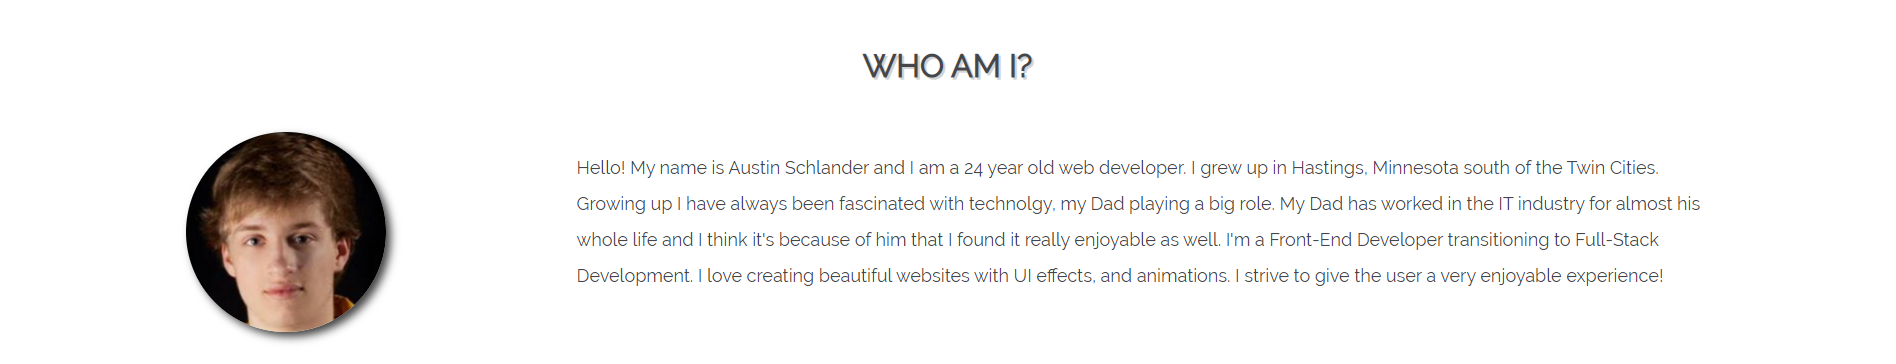 WHO AM I?
Hello! My name is Austin Schlander and I am a 24 year old web developer. I grew up in Hastings, Minnesota south of the Twin Cities.
Growing up I have always been fascinated with technolgy, my Dad playing a big role. My Dad has worked in the IT industry for almost his
whole life and I think it's because of him that I found it really enjoyable as well. I'm a Front-End Developer transitioning to Full-Stack
Development. I love creating beautiful websites with UI effects, and animations. I strive to give the user a very enjoyable experience!